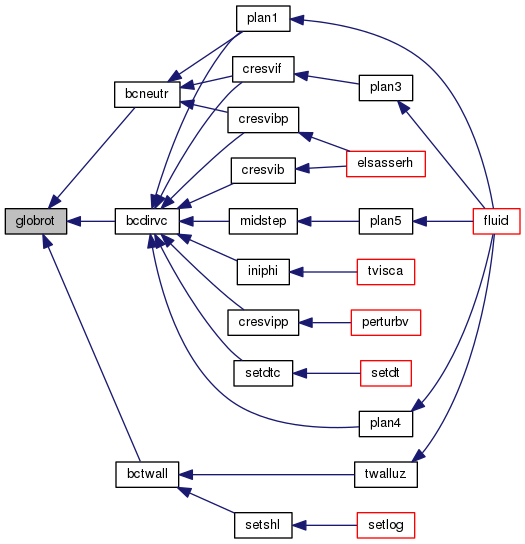 plan1
cresvif
bcneutr
plan3
cresvibp
elsasserh
cresvib
globrot
bcdirvc
midstep
plan5
fluid
iniphi
tvisca
cresvipp
perturbv
setdtc
setdt
plan4
bctwall
twalluz
setshl
setlog